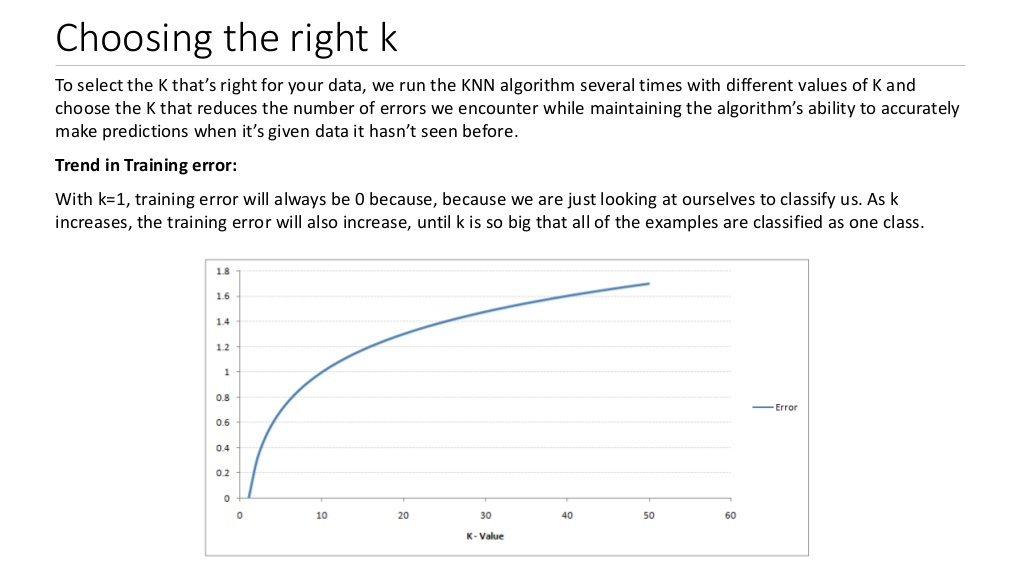 Choosing the right k
To select the K that’s right for your data, we run the KNN algorithm several times with different values of K and
choose the K that reduces the number of errors we encounter while maintaining the algorithm’s ability to accurately
make predictions when it’s given data it hasn’t seen before.
Trend in Training error:
With k=1, training error will always be 0 because, because we are just looking at ourselves to classify us. As k
increases, the training error will also increase, until k is so big that all of the examples are classified as one class.
1.8
1.6
1.4
1.2
1
0.8
0.6
0.4
0.2
0
Error
0 10 20 30 40 50 60
K - Value